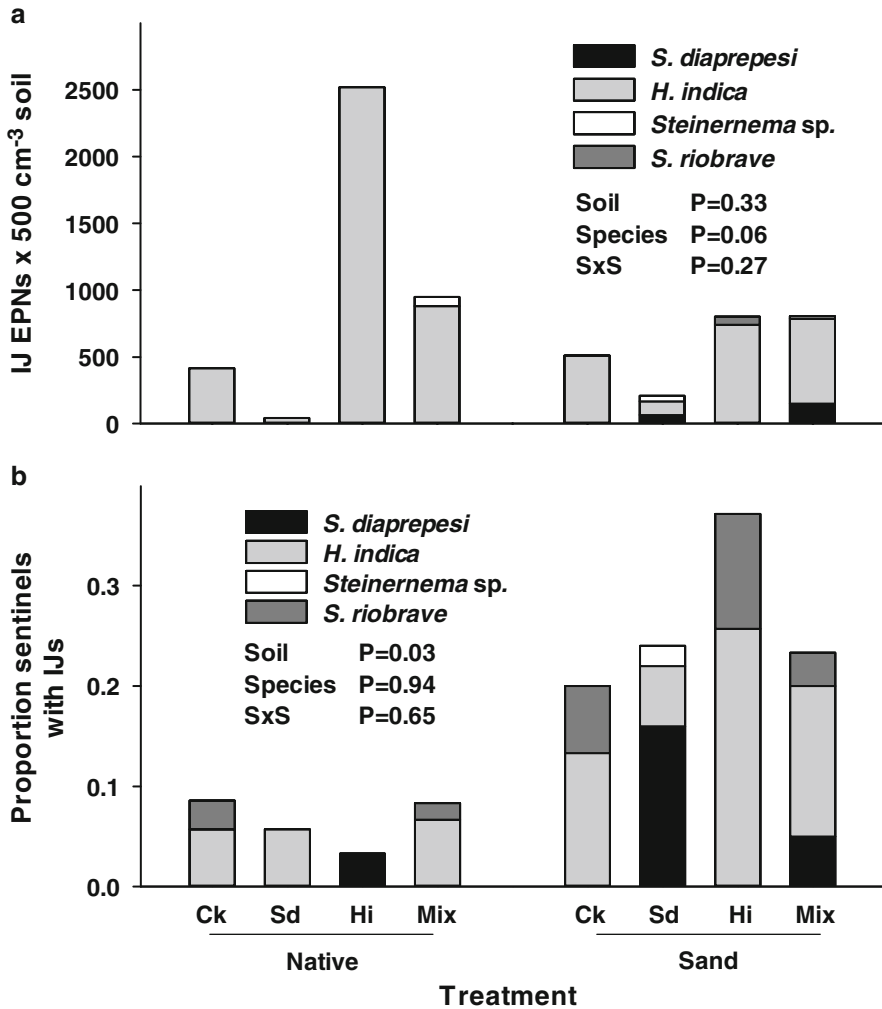 a
IJ EPNs x 500 cm-3 soil
2500
2000
1500
1000
500
0
S. diaprepesi
H. indica
Steinernema sp.
S. riobrave
Soil P=0.33
Species P=0.06
SxS P=0.27
b
Proportion sentinels
with IJs
0.3
0.2
0.1
0.0
S. diaprepesi
H. indica
Steinernema sp.
S. riobrave
Soil P=0.03
Species P=0.94
SxS P=0.65
Ck Sd Hi Mix Ck Sd Hi Mix
Native Sand
Treatment